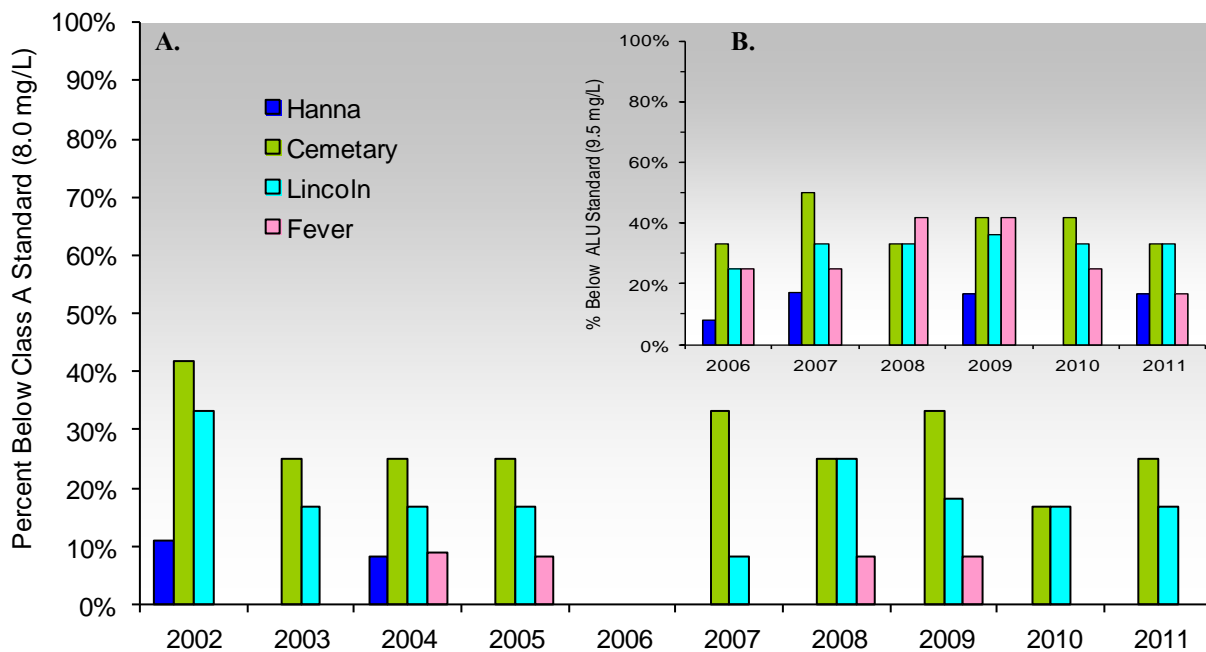 A.
Percent Below Class A Standard (8.0 mg/L)
100%
90%
80%
70%
60%
50%
40%
30%
20%
10%
0%
Hanna
Cemetary
Lincoln
Fever
2002 2003 2004 2005 2006 2007 2008 2009 2010 2011
B.
% Below ALU Standard (9.5 mg/L)
100%
80%
60%
40%
20%
0%
2006 2007 2008 2009 2010 2011